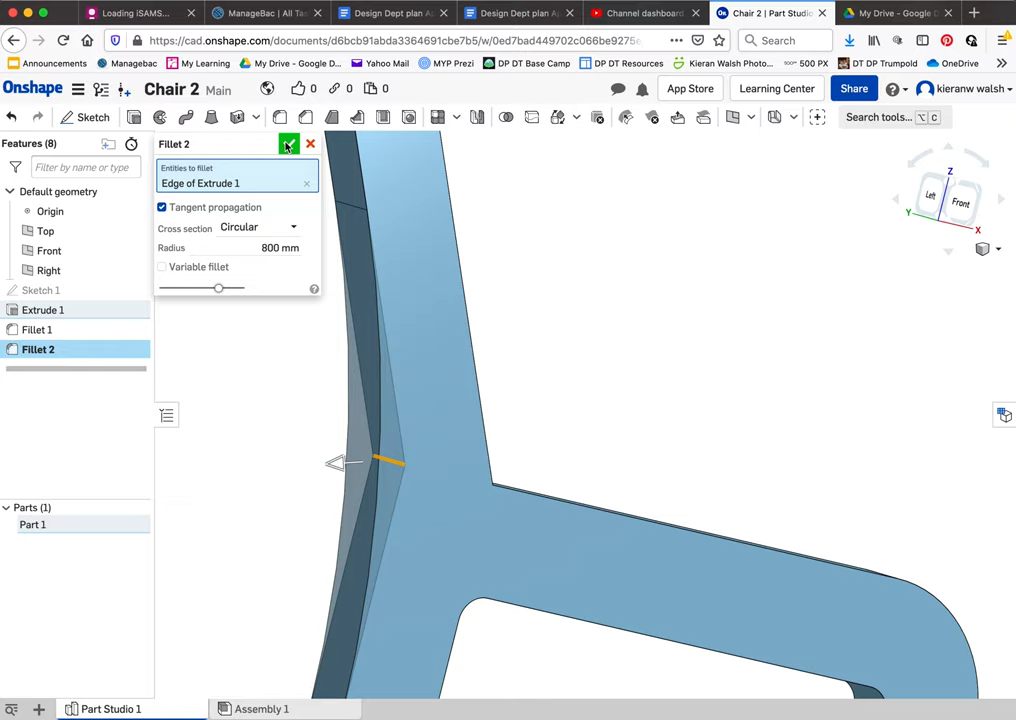 Loading iSAMS...
ManageBac | All Tas
Design Dept plan Ap
Design Dept plan Ap
Channel dashboard
Chair 2 | Part Studio
My Drive - Google D
https://cad.onshape.com/documents/d6bcb91abda3364691cbe7b5/w/0ed7bad449702c066be9275e
Search
Announcements
Managebac
My Learning
My Drive - Google D...
Yahoo Mail
MYP Prezi
DP DT Base Camp
DP DT Resources
Kieran Walsh Photo...
500 PX
DT DP Trumpold
OneDrive
Onshape
Chair 2 Main
0
0
0
App Store
Learning Center
Share
kieranw walsh
Sketch
Search tools...
⌥ C
Features (8)
Filter by name or type
Default geometry
Origin
Top
Front
Right
Sketch 1
Extrude 1
Fillet 1
Fillet 2
Parts (1)
Part 1
Fillet 2
Entities to fillet
Edge of Extrude 1
Tangent propagation
Cross section Circular
Radius 800 mm
Variable fillet
Z
Left
Front
Y
X
Part Studio 1
Assembly 1